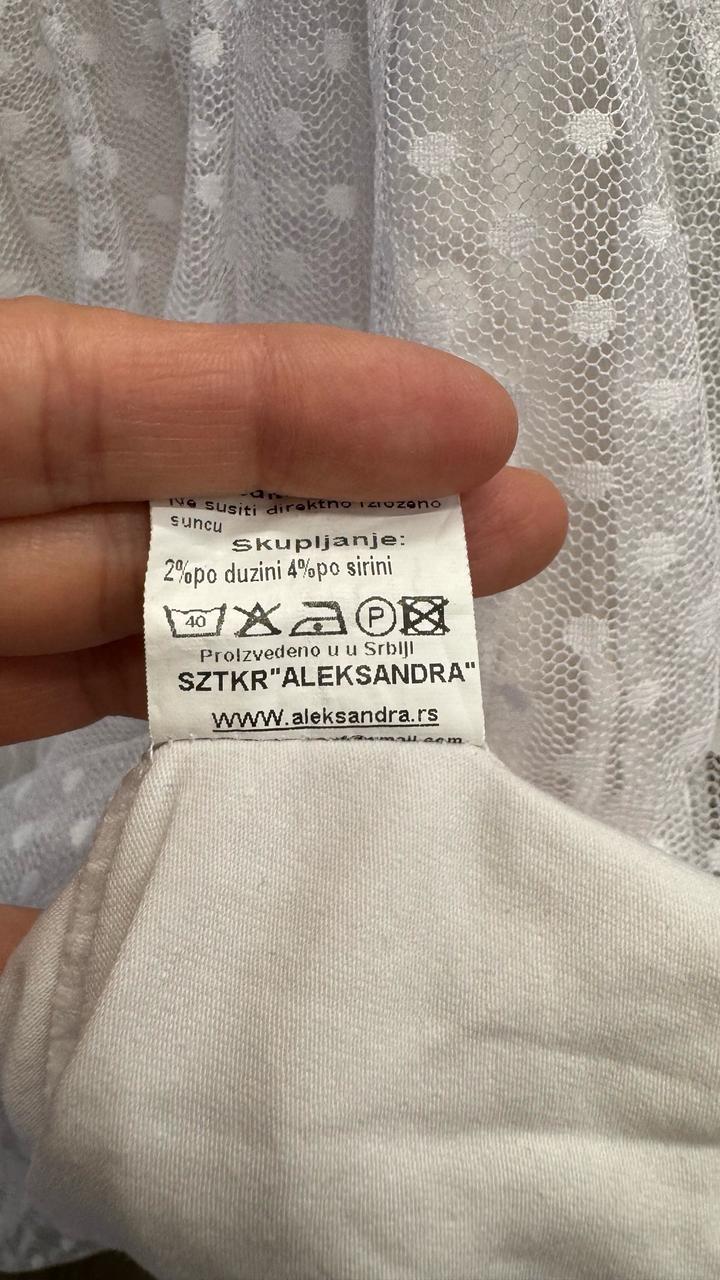 Ne susiti direktno izlozeno
suncu
Skupljanje:
2%po duzini 4%po sirini
40 P
Proizvedeno u u Srbiji
SZTKR"ALEKSANDRA"
www.aleksandra.rs